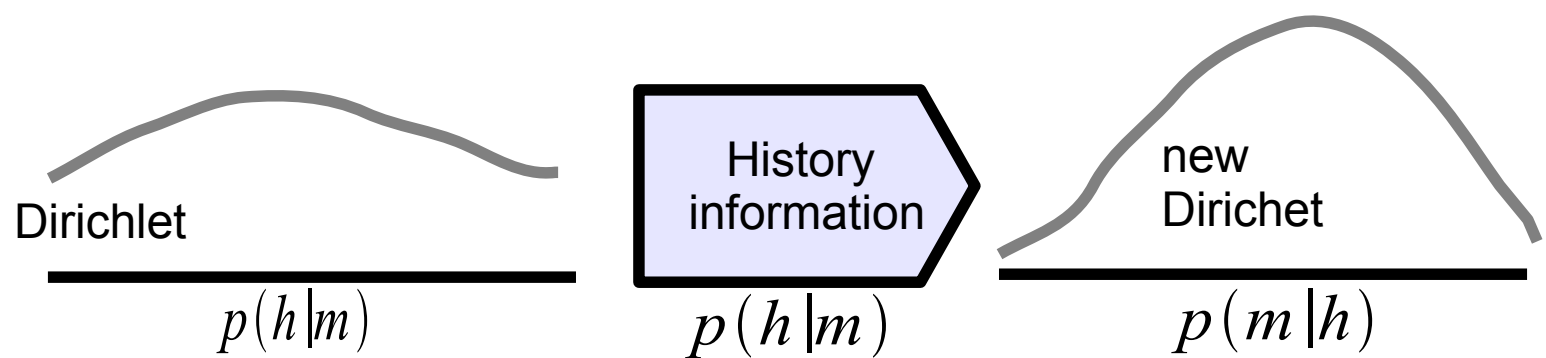 Dirichlet
p(h|m)
History
information
p(h|m)
new
Dirichet
p(m|h)